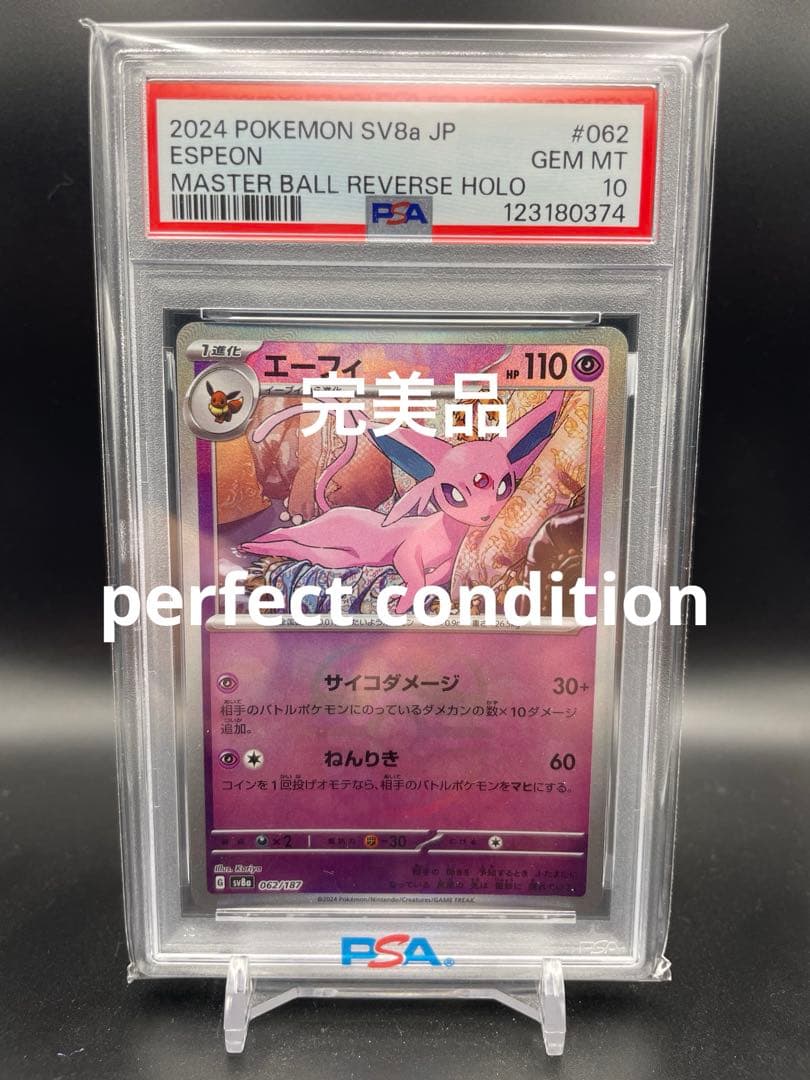 2024 POKEMON SV8a JP #062
ESPEON GEM MT
MASTER BALL REVERSE HOLO 10
PSA 123180374
1進化
エーフィ HP 110
完美品
perfect condition
サイコダメージ 30+
相手のバトルポケモンにのっているダメカンの数×10ダメージ
追加。
ねんりき 60
コインを1回投げオモテなら、相手のバトルポケモンをマヒにする。
×2 -30
Illus. Kariya
G sv8a 062/187
©2024 Pokémon/Nintendo/Creatures/GAME FREAK.
PSA®
PSA